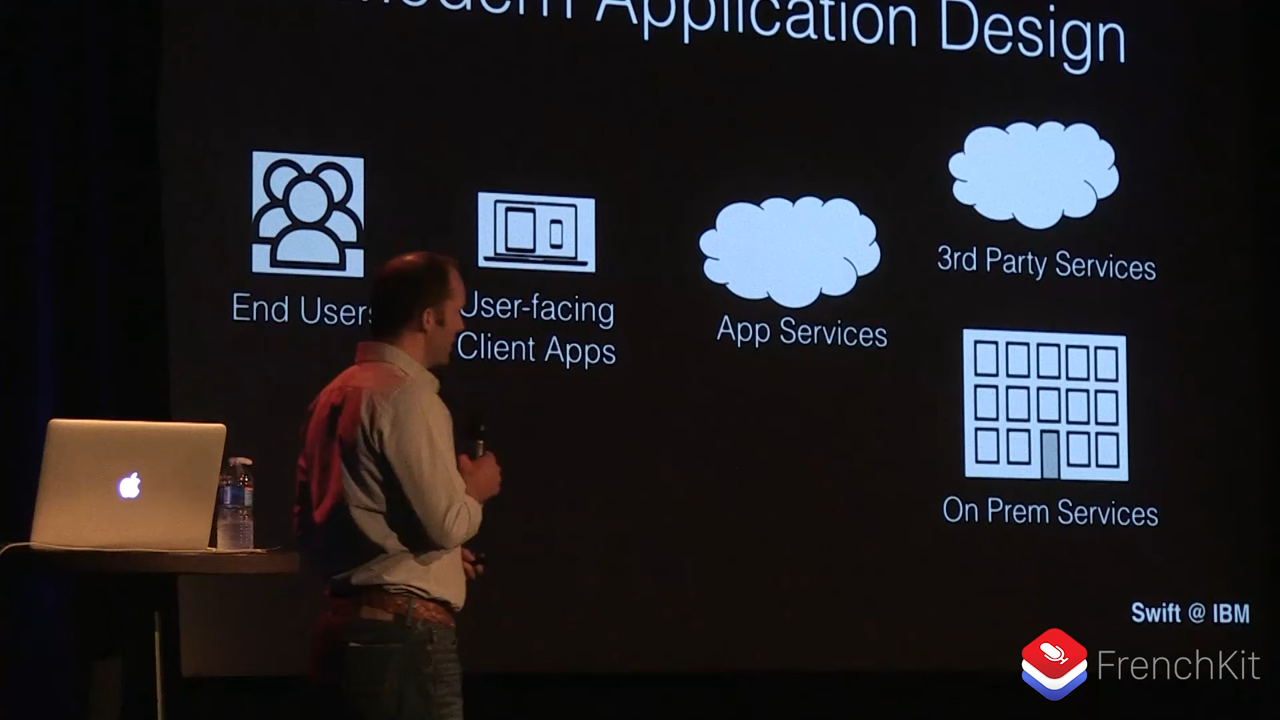 Application Design
End Users
User-facing
Client Apps
App Services
3rd Party Services
On Prem Services
Swift @ IBM
FrenchKit